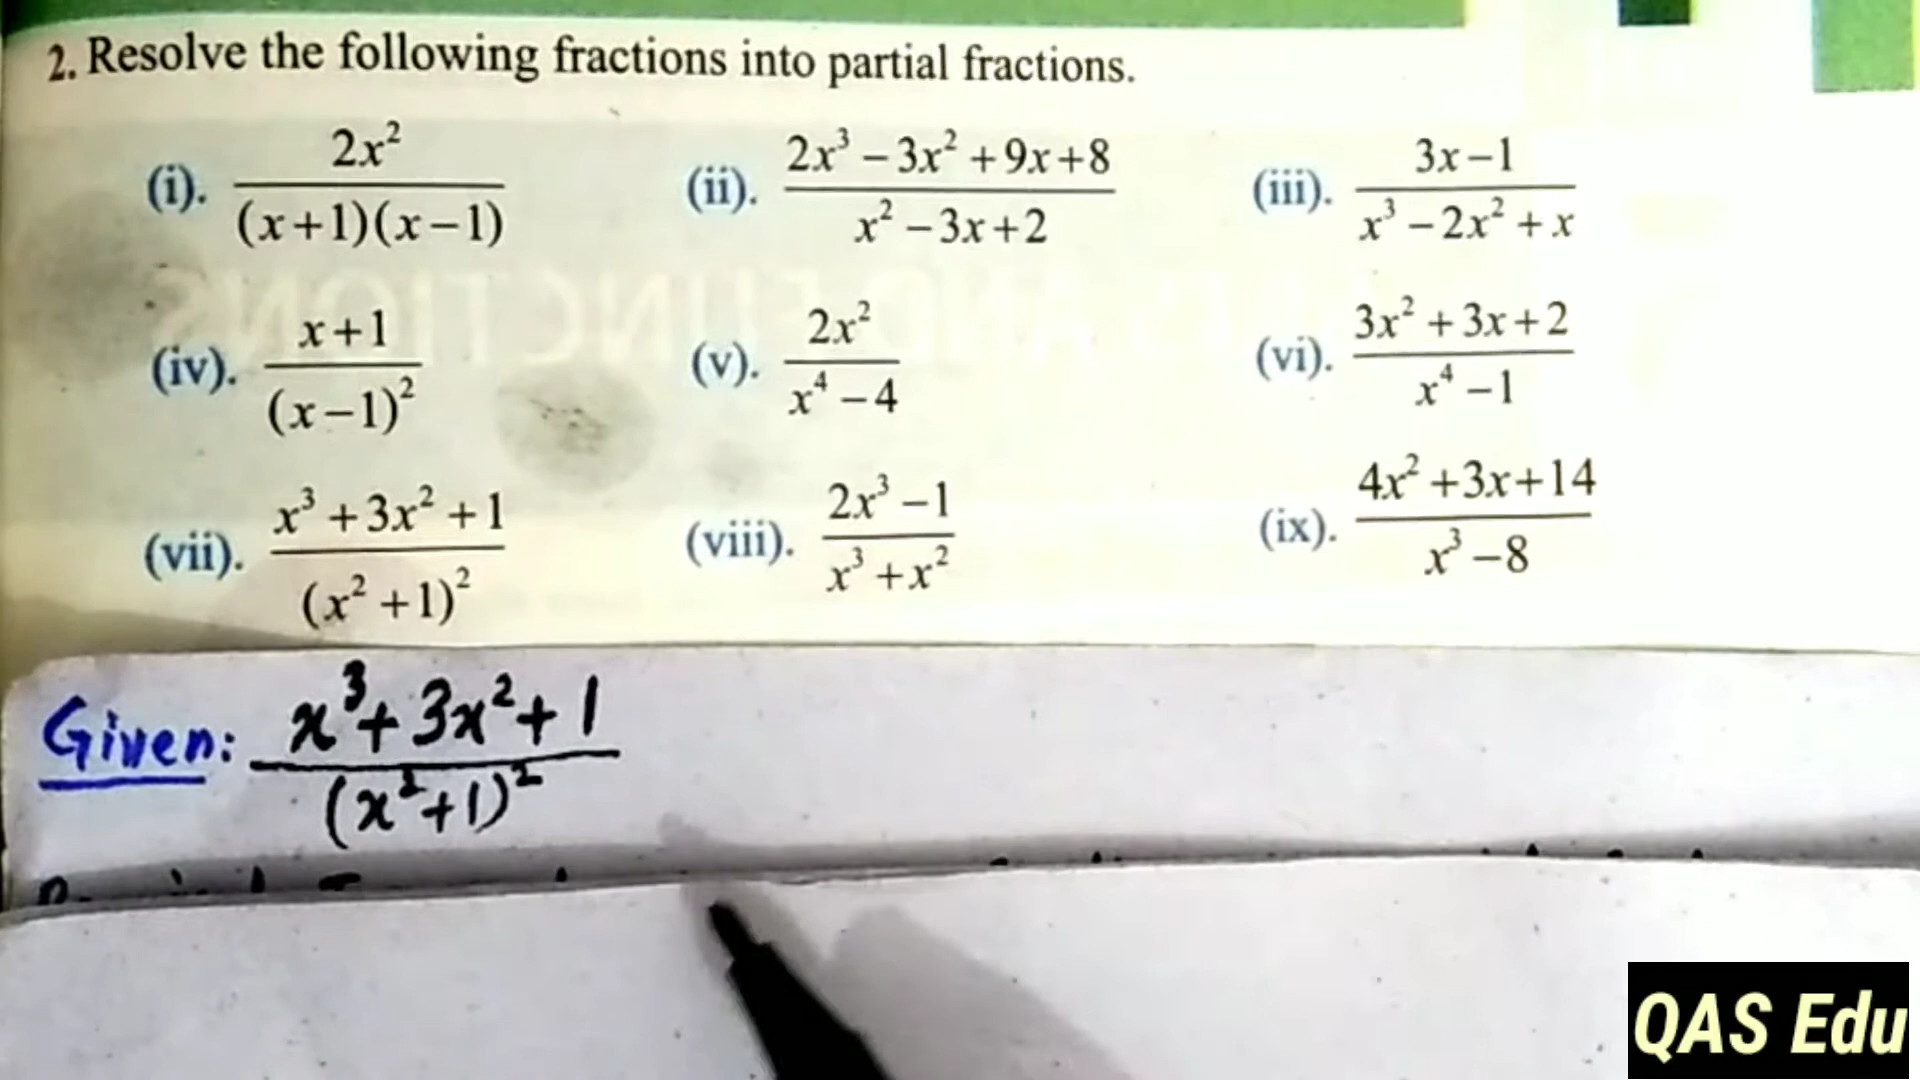 2. Resolve the following fractions into partial fractions.
(i). 2x² / (x+1)(x−1) (ii). 2x³ − 3x² + 9x + 8 / x² − 3x + 2 (iii). 3x − 1 / x³ − 2x² + x
(iv). x+1 / (x−1)² (v). 2x² / x⁴ − 4 (vi). 3x² + 3x + 2 / x⁴ − 1
(vii). x³ + 3x² + 1 / (x² + 1)² (viii). 2x³ − 1 / x³ + x² (ix). 4x² + 3x + 14 / x³ − 8
Given: x³ + 3x² + 1 / (x² + 1)²
QAS Edu